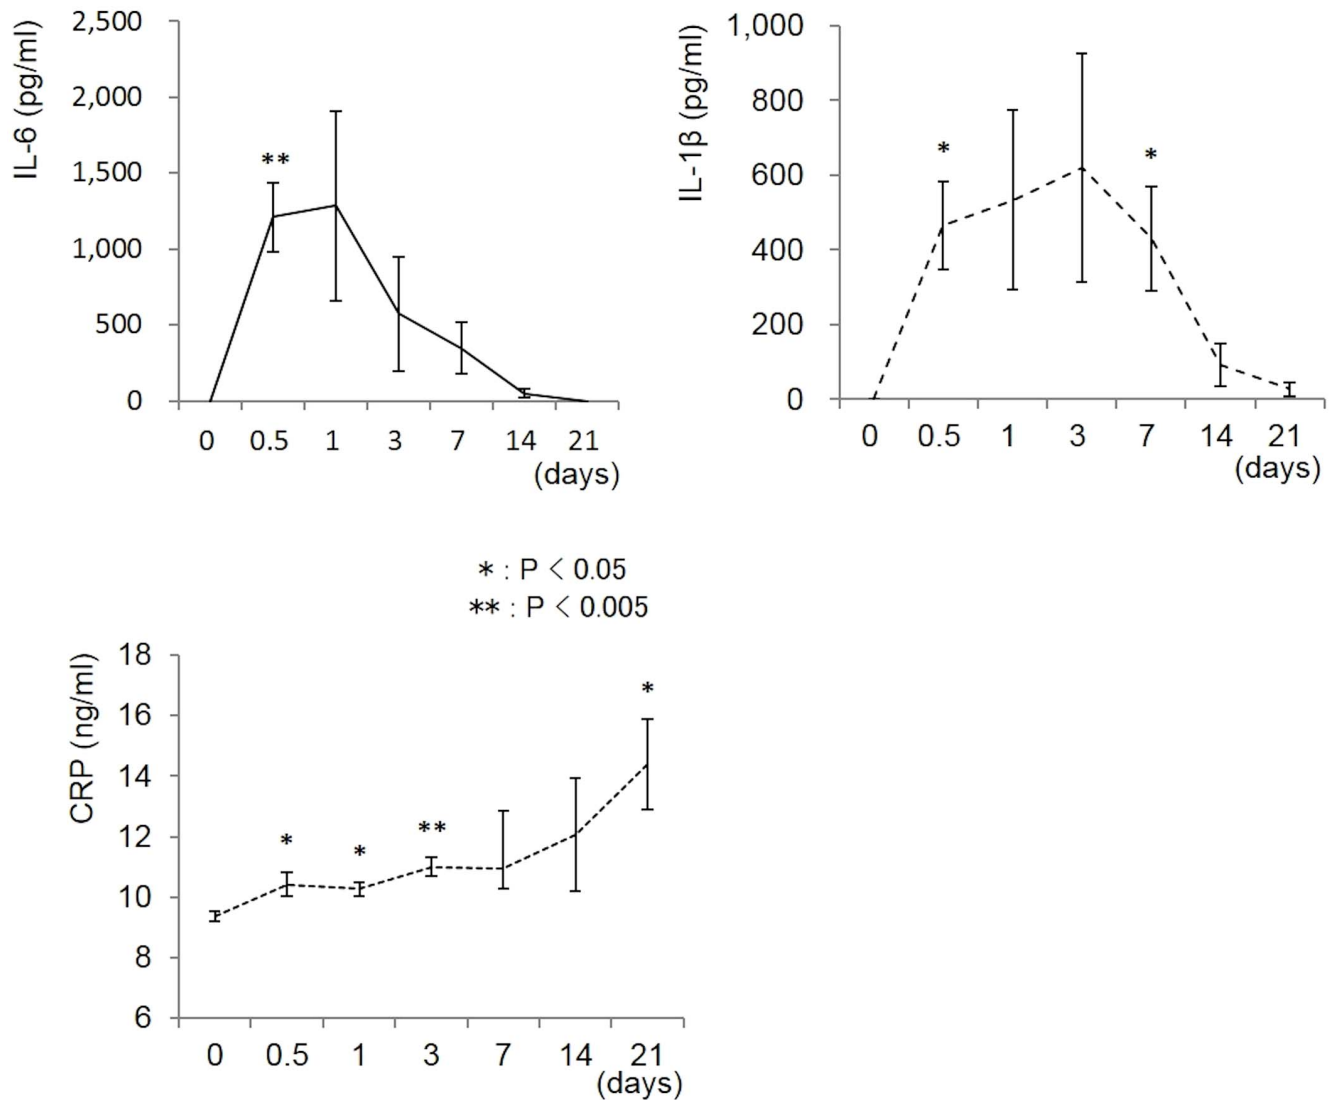 IL-6 (pg/ml)
2,500
2,000
1,500
1,000
500
0
**
0 0.5 1 3 7 14 21
(days)
IL-1β (pg/ml)
1,000
800
600
400
200
0
* *
0 0.5 1 3 7 14 21
(days)
* : P < 0.05
** : P < 0.005
CRP (ng/ml)
18
16
14
12
10
8
6
* * ** *
0 0.5 1 3 7 14 21
(days)